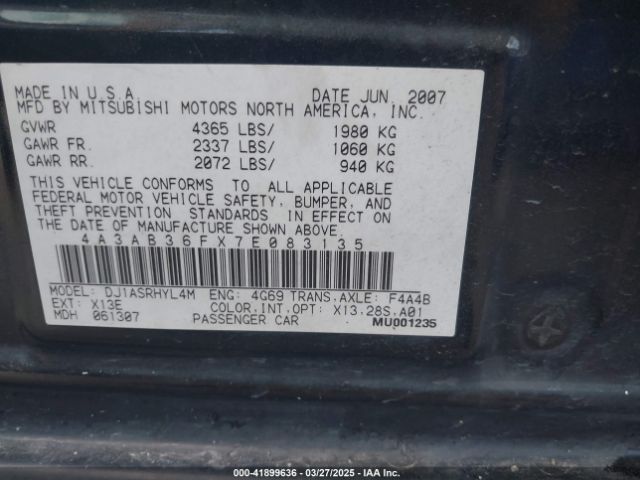 MADE IN U.S.A. DATE JUN. 2007
MFD BY MITSUBISHI MOTORS NORTH AMERICA, INC.
GVWR 4365 LBS/ 1980 KG
GAWR FR. 2337 LBS/ 1060 KG
GAWR RR. 2072 LBS/ 940 KG
THIS VEHICLE CONFORMS TO ALL APPLICABLE
FEDERAL MOTOR VEHICLE SAFETY, BUMPER, AND
THEFT PREVENTION STANDARDS IN EFFECT ON
THE DATE OF MANUFACTURE SHOWN ABOVE.
4A3AB36FX7E083135
MODEL: DJ1ASRHYL4M ENG: 4G69 TRANS.AXLE: F4A4B
EXT: X13E COLOR.INT.OPT: X13.28S.A01
MDH 061307 PASSENGER CAR MU001235
000-41899636 - 03/27/2025 - IAA Inc.